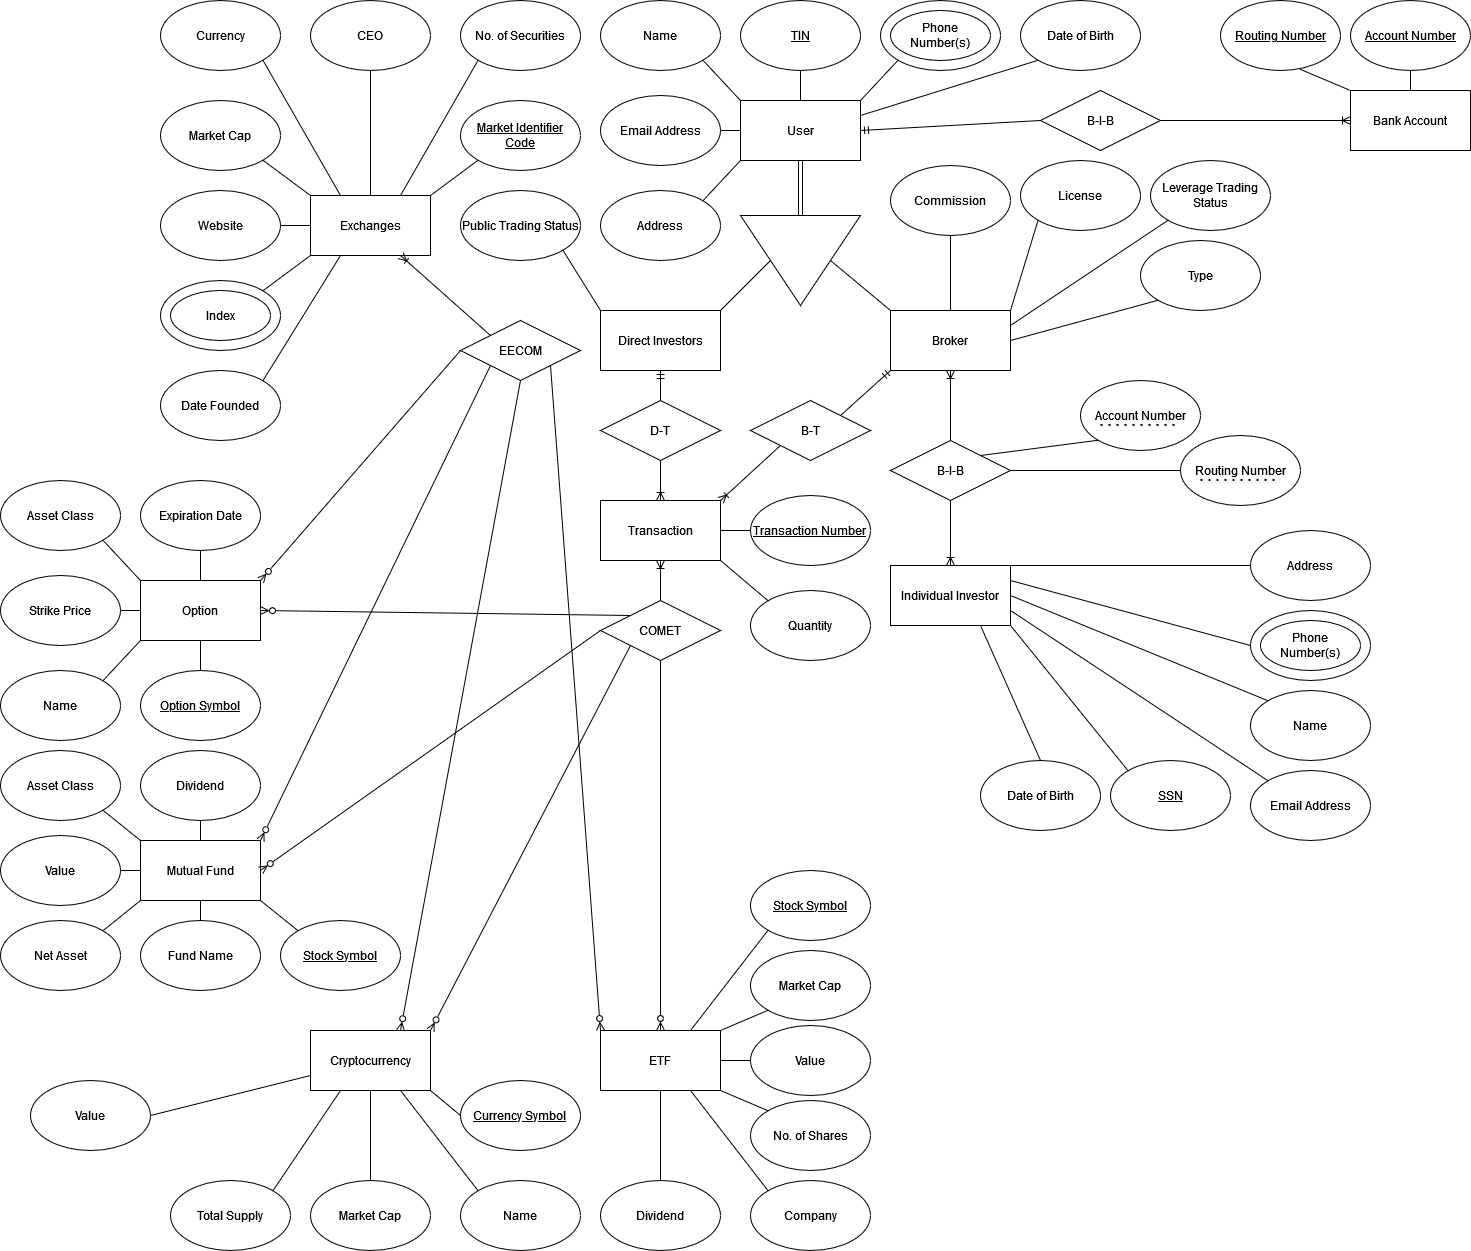 Currency
CEO
No. of Securities
Name
TIN
Phone
Number(s)
Date of Birth
Routing Number
Account Number
Market Cap
Market Identifier
Code
Email Address
User
B-I-B
Bank Account
Website
Exchanges
Public Trading Status
Address
Commission
License
Leverage Trading
Status
Type
Index
EECOM
Direct Investors
Broker
Date Founded
D-T
B-T
Account Number
B-I-B
Routing Number
Asset Class
Expiration Date
Transaction
Transaction Number
Address
Strike Price
Option
COMET
Quantity
Individual Investor
Phone
Number(s)
Name
Option Symbol
Name
Asset Class
Dividend
Date of Birth
SSN
Email Address
Value
Mutual Fund
Net Asset
Fund Name
Stock Symbol
Stock Symbol
Market Cap
Cryptocurrency
ETF
Value
Value
Currency Symbol
No. of Shares
Total Supply
Market Cap
Name
Dividend
Company